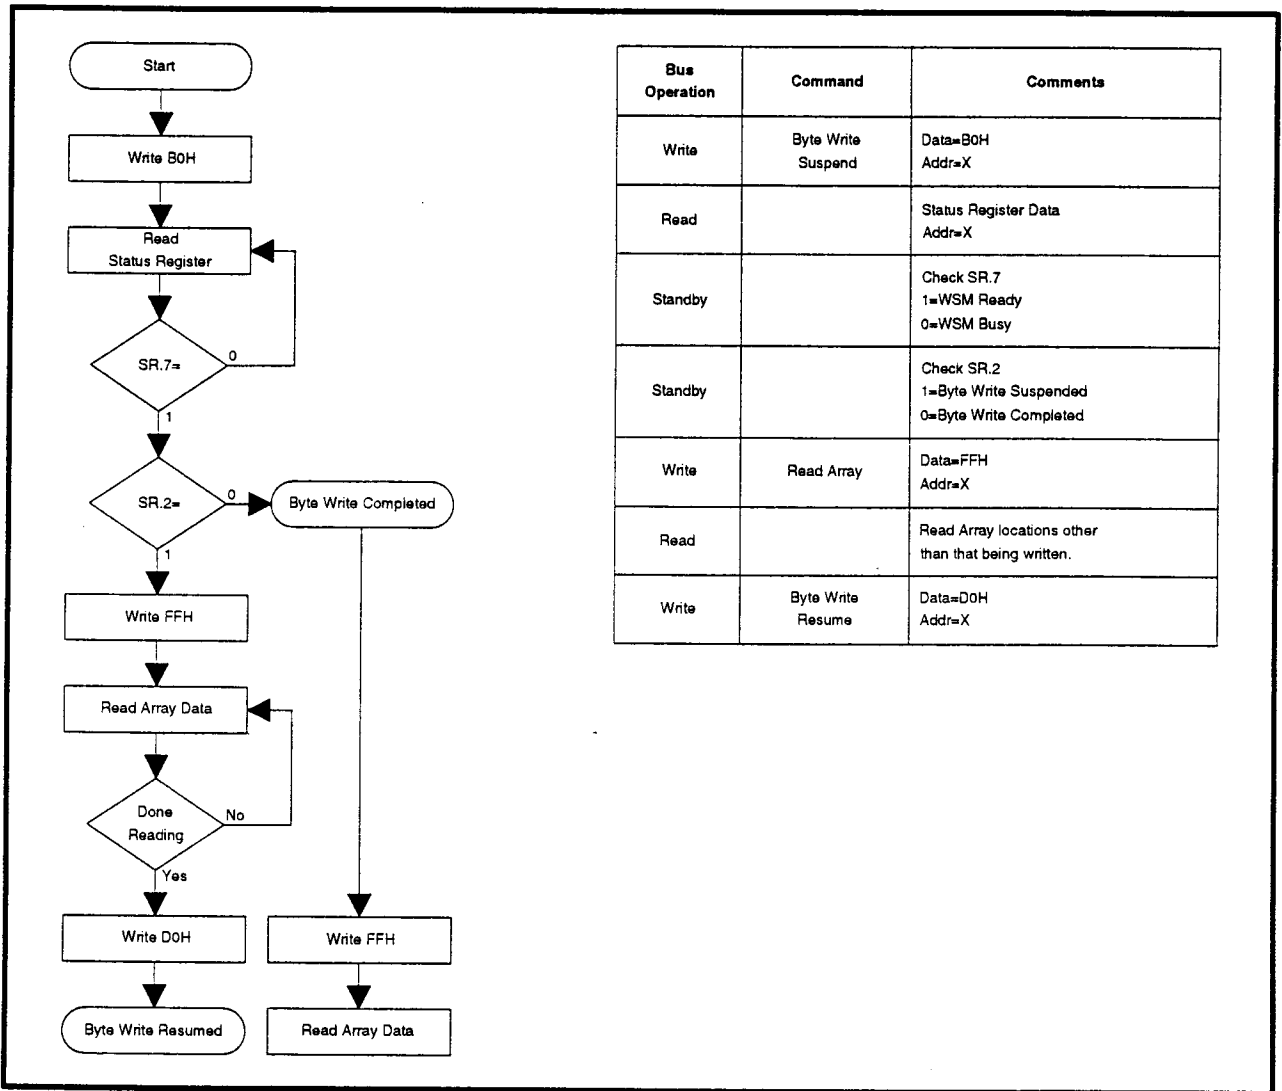 Start
Write B0H
Read
Status Register
SR.7=
0
1
SR.2=
0
Byte Write Completed
1
Write FFH
Read Array Data
Done
Reading
No
Yes
Write D0H
Write FFH
Byte Write Resumed
Read Array Data
Bus
Operation
Command
Comments
Write
Byte Write
Suspend
Data=B0H
Addr=X
Read
Status Register Data
Addr=X
Standby
Check SR.7
1=WSM Ready
0=WSM Busy
Standby
Check SR.2
1=Byte Write Suspended
0=Byte Write Completed
Write
Read Array
Data=FFH
Addr=X
Read
Read Array locations other
than that being written.
Write
Byte Write
Resume
Data=D0H
Addr=X